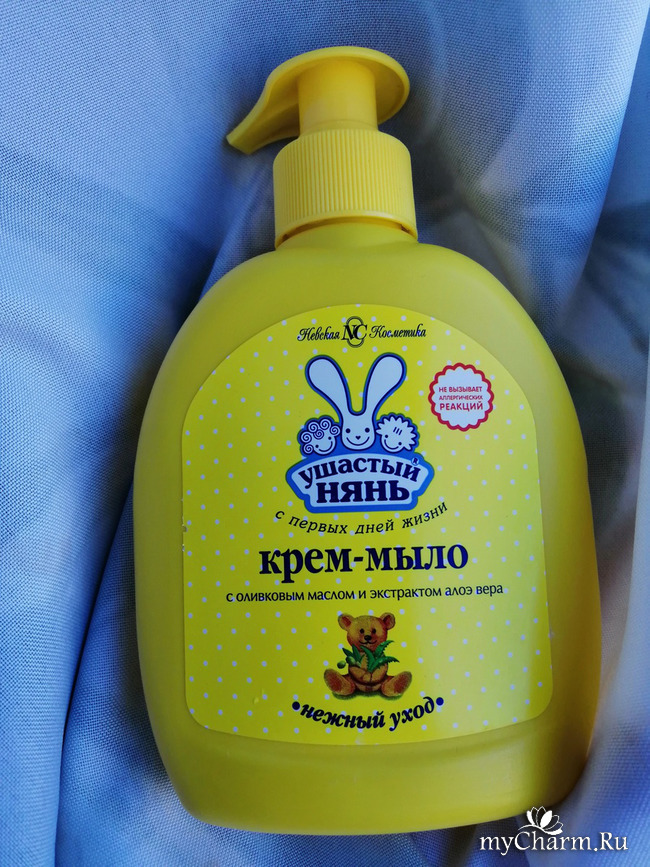 Невская NC Косметика
НЕ ВЫЗЫВАЕТ
АЛЛЕРГИЧЕСКИХ
РЕАКЦИЙ
УШАСТЫЙ
НЯНЬ
с первых дней жизни
крем-мыло
с оливковым маслом и экстрактом алоэ вера
•нежный уход•
myCharm.Ru